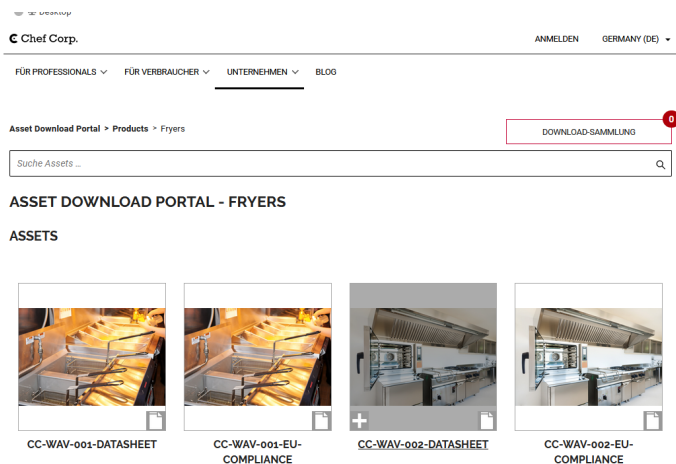 Desktop
Chef Corp.
ANMELDEN GERMANY (DE)
FÜR PROFESSIONALS FÜR VERBRAUCHER UNTERNEHMEN BLOG
Asset Download Portal > Products > Fryers
DOWNLOAD-SAMMLUNG
0
Suche Assets ...
ASSET DOWNLOAD PORTAL - FRYERS
ASSETS
CC-WAV-001-DATASHEET
CC-WAV-001-EU-
COMPLIANCE
CC-WAV-002-DATASHEET
CC-WAV-002-EU-
COMPLIANCE